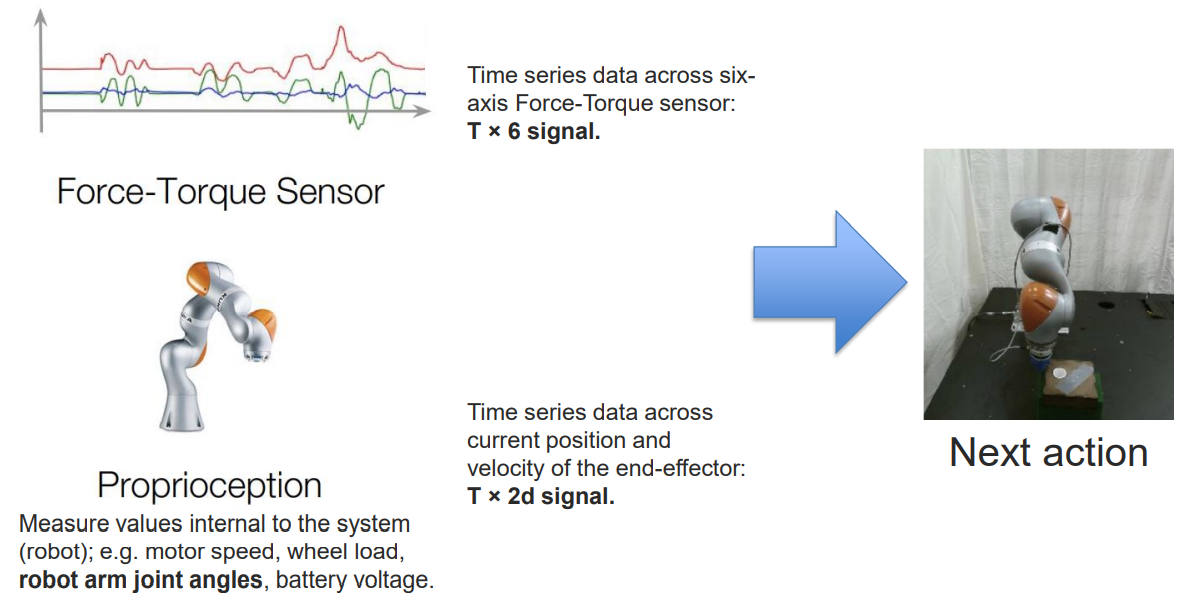 Time series data across six-
axis Force-Torque sensor:
T × 6 signal.
Force-Torque Sensor
Time series data across
current position and
velocity of the end-effector:
T × 2d signal.
Proprioception
Measure values internal to the system
(robot); e.g. motor speed, wheel load,
robot arm joint angles, battery voltage.
Next action